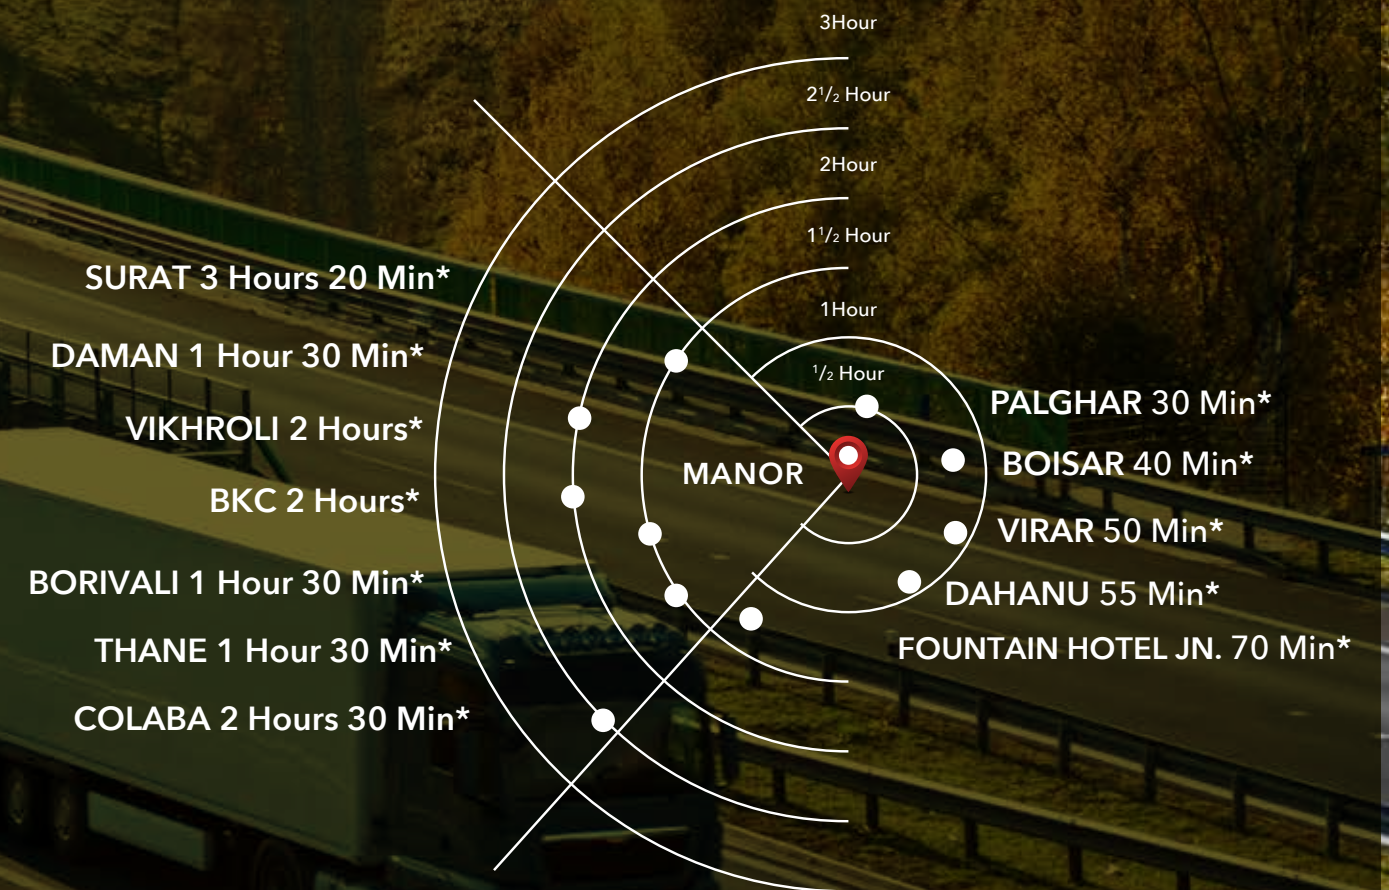 3Hour
2¹/₂ Hour
2Hour
1¹/₂ Hour
1Hour
¹/₂ Hour
SURAT 3 Hours 20 Min*
DAMAN 1 Hour 30 Min*
VIKHROLI 2 Hours*
BKC 2 Hours*
BORIVALI 1 Hour 30 Min*
THANE 1 Hour 30 Min*
COLABA 2 Hours 30 Min*
MANOR
PALGHAR 30 Min*
BOISAR 40 Min*
VIRAR 50 Min*
DAHANU 55 Min*
FOUNTAIN HOTEL JN. 70 Min*